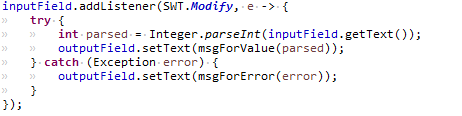 inputField.addListener(SWT.Modify, e -> {
    try {
        int parsed = Integer.parseInt(inputField.getText());
        outputField.setText(msgForValue(parsed));
    } catch (Exception error) {
        outputField.setText(msgForError(error));
    }
});